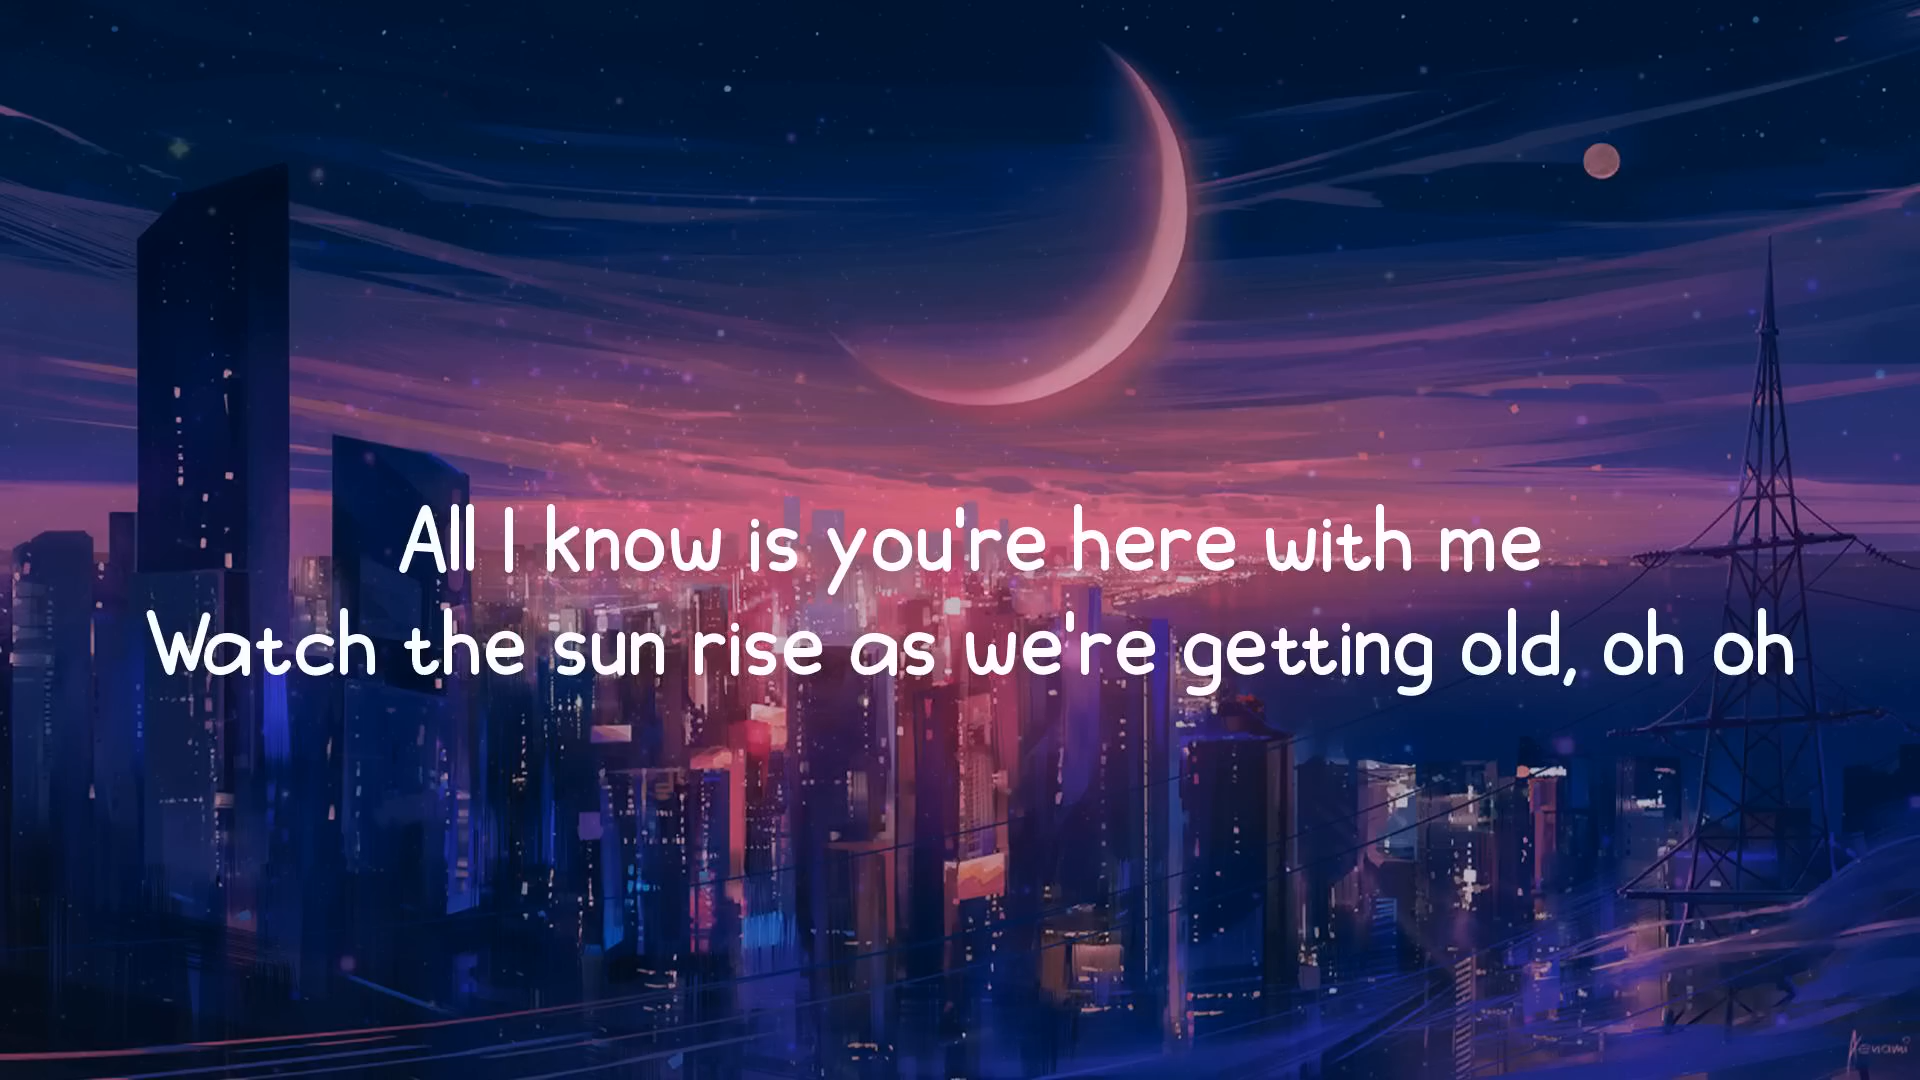 All I know is you're here with me
Watch the sun rise as we're getting old, oh oh
Aenami